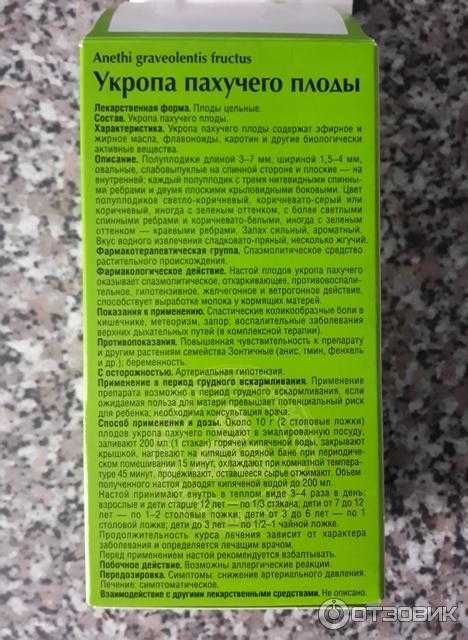 Anethi graveolentis fructus
Укропа пахучего плоды
Лекарственная форма. Плоды цельные.
Состав. Укропа пахучего плоды.
Характеристика. Укропа пахучего плоды содержат эфирное и
жирное масла, флавоноиды, каротин и другие биологически
активные вещества.
Описание. Полуплодики длиной 3–7 мм, шириной 1,5–4 мм,
овальные, слабовыпуклые на спинной стороне и плоские – на
внутренней; каждый полуплодик с тремя нитевидными спинны-
ми ребрами и двумя плоскими крыловидными боковыми. Цвет
полуплодиков светло-коричневый, коричневато-серый или
коричневый, иногда с зеленым оттенком, с более светлыми
спинными ребрами и коричневато-белыми, иногда с зеленым
оттенком — краевыми ребрами. Запах сильный, ароматный.
Вкус водного извлечения сладковато-пряный, несколько жгучий.
Фармакотерапевтическая группа. Спазмолитическое средство
растительного происхождения.
Фармакологическое действие. Настой плодов укропа пахучего
оказывает спазмолитическое, отхаркивающее, противовоспали-
тельное, гипотензивное, желчегонное и ветрогонное действие,
способствует выработке молока у кормящих матерей.
Показания к применению. Спастические коликообразные боли в
кишечнике, метеоризм, запор, воспалительные заболевания
верхних дыхательных путей (в комплексной терапии).
Противопоказания. Повышенная чувствительность к препарату
и другим растениям семейства Зонтичные (анис, тмин, фенхель
и др.); беременность.
С осторожностью. Артериальная гипотензия.
Применение в период грудного вскармливания. Применение
препарата возможно в период грудного вскармливания, если
ожидаемая польза для матери превышает потенциальный риск
для ребенка; необходима консультация врача.
Способ применения и дозы. Около 10 г (2 столовые ложки)
плодов укропа пахучего помещают в эмалированную посуду,
заливают 200 мл (1 стакан) горячей кипяченой воды, закрывают
крышкой, нагревают на кипящей водяной бане при периодичес-
ком помешивании 15 минут, охлаждают при комнатной темпе-
ратуре 45 минут, процеживают, оставшееся сырье отжимают. Объем
полученного настоя доводят кипяченой водой до 200 мл.
Настой принимают внутрь в теплом виде 3–4 раза в день:
взрослые и дети старше 12 лет — по 1/3 стакана, дети от 7 до 12
лет — по 1–2 столовые ложки, дети от 3 до 6 лет — по 1
столовой ложке, дети до 3 лет — по 1/2–1 чайной ложке.
Продолжительность курса лечения зависит от характера
заболевания и определяется лечащим врачом.
Перед применением настой рекомендуется взбалтывать.
Побочное действие. Возможны аллергические реакции.
Передозировка. Симптомы: снижение артериального давления.
Лечение: симптоматическое.
Взаимодействие с другими лекарственными средствами. Не описано.
ОТЗОВИК